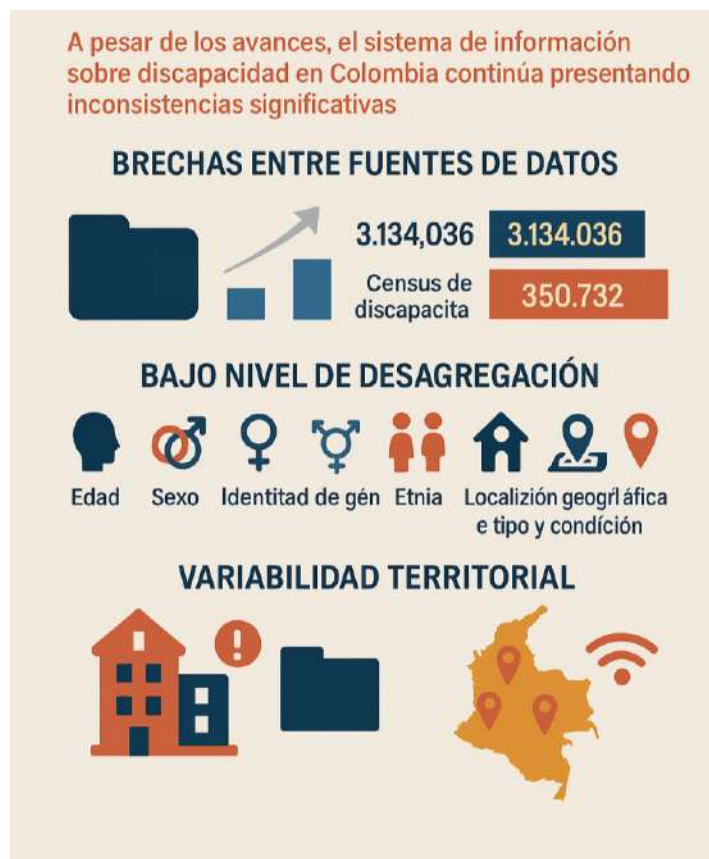 A pesar de los avances, el sistema de información
sobre discapacidad en Colombia continúa presentando
inconsistencias significativas
BRECHAS ENTRE FUENTES DE DATOS
3.134,036 3.134.036
Census de
discapacita
350.732
BAJO NIVEL DE DESAGREGACIÓN
Edad Sexo Identitad de gén Etnia Localizión geogrl áfica
e tipo y condíción
VARIABILIDAD TERRITORIAL